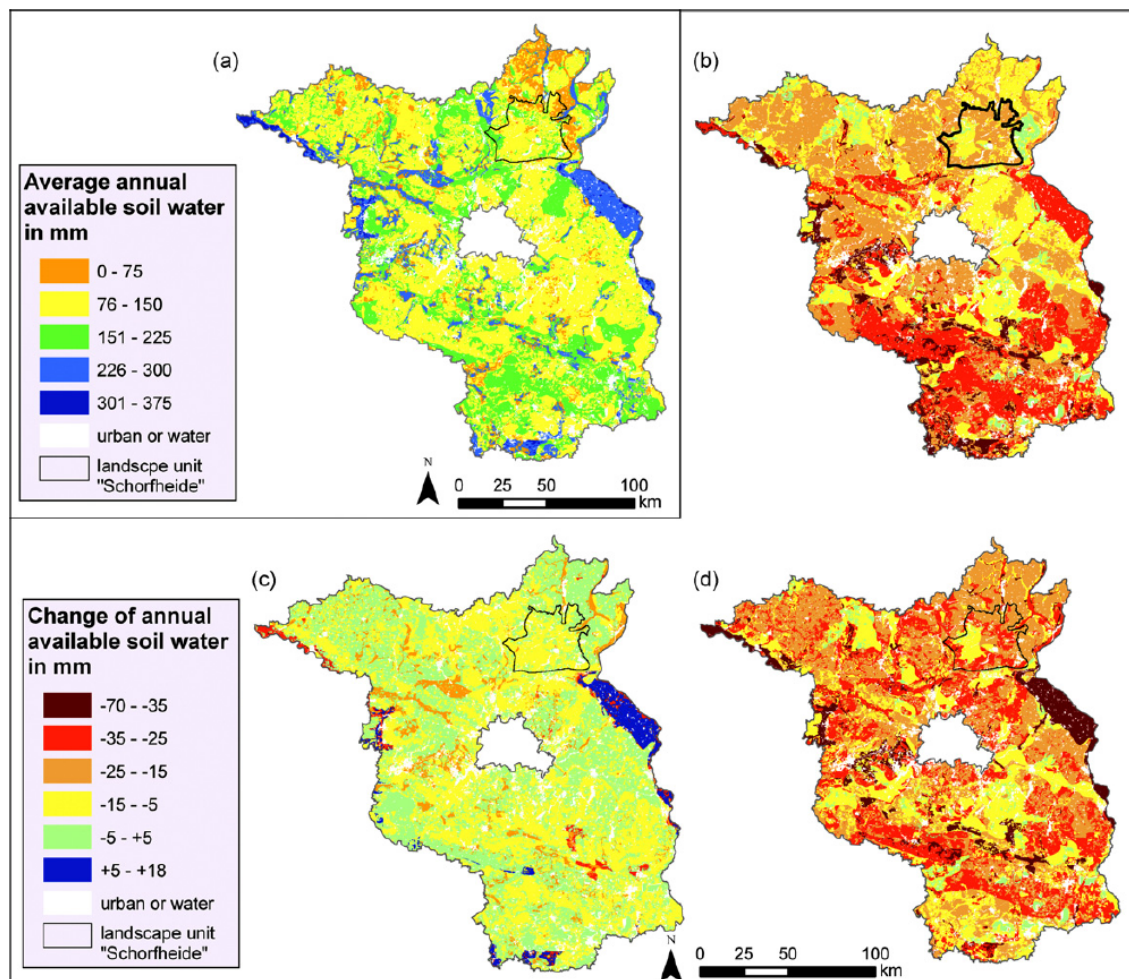 (a)
(b)
Average annual
available soil water
in mm
0 - 75
76 - 150
151 - 225
226 - 300
301 - 375
urban or water
landscpe unit
"Schorfheide"
N
0 25 50 100
km
(c)
(d)
Change of annual
available soil water
in mm
-70 - -35
-35 - -25
-25 - -15
-15 - -5
-5 - +5
+5 - +18
urban or water
landscape unit
"Schorfheide"
N
0 25 50 100
km